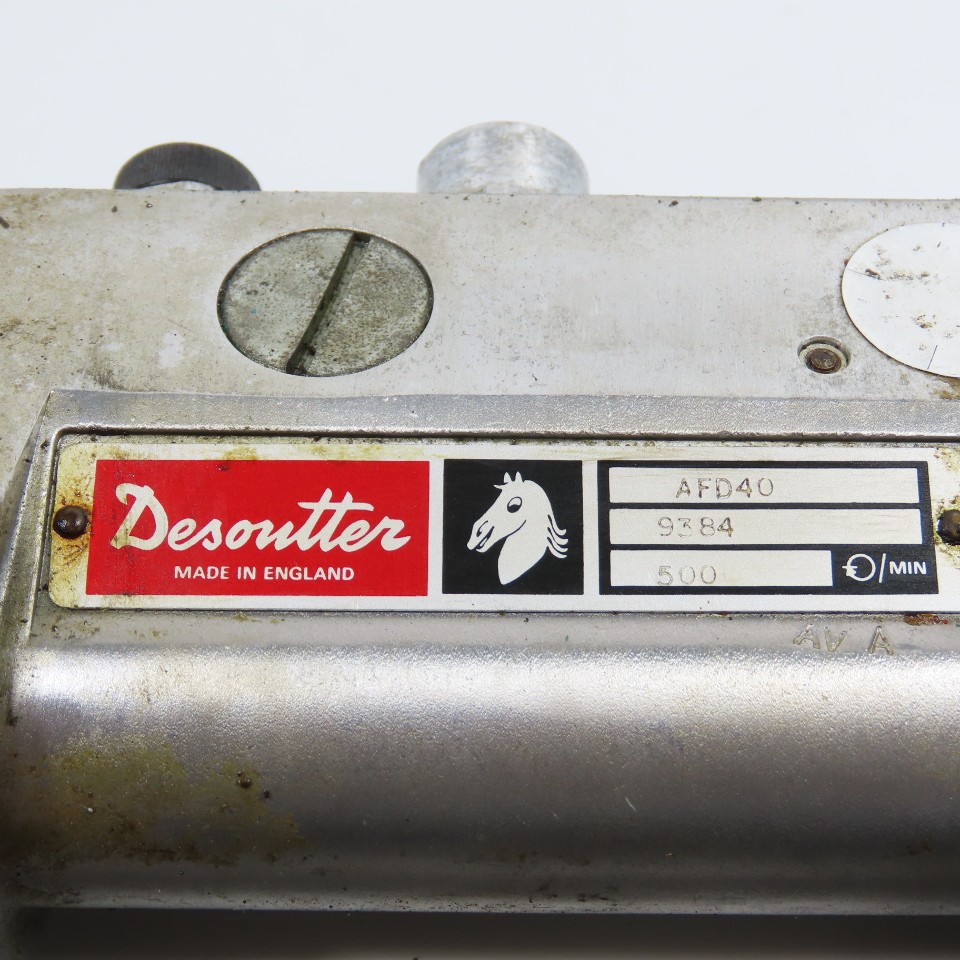 Desoutter
MADE IN ENGLAND
AFD40
9384
500
/MIN
AV A